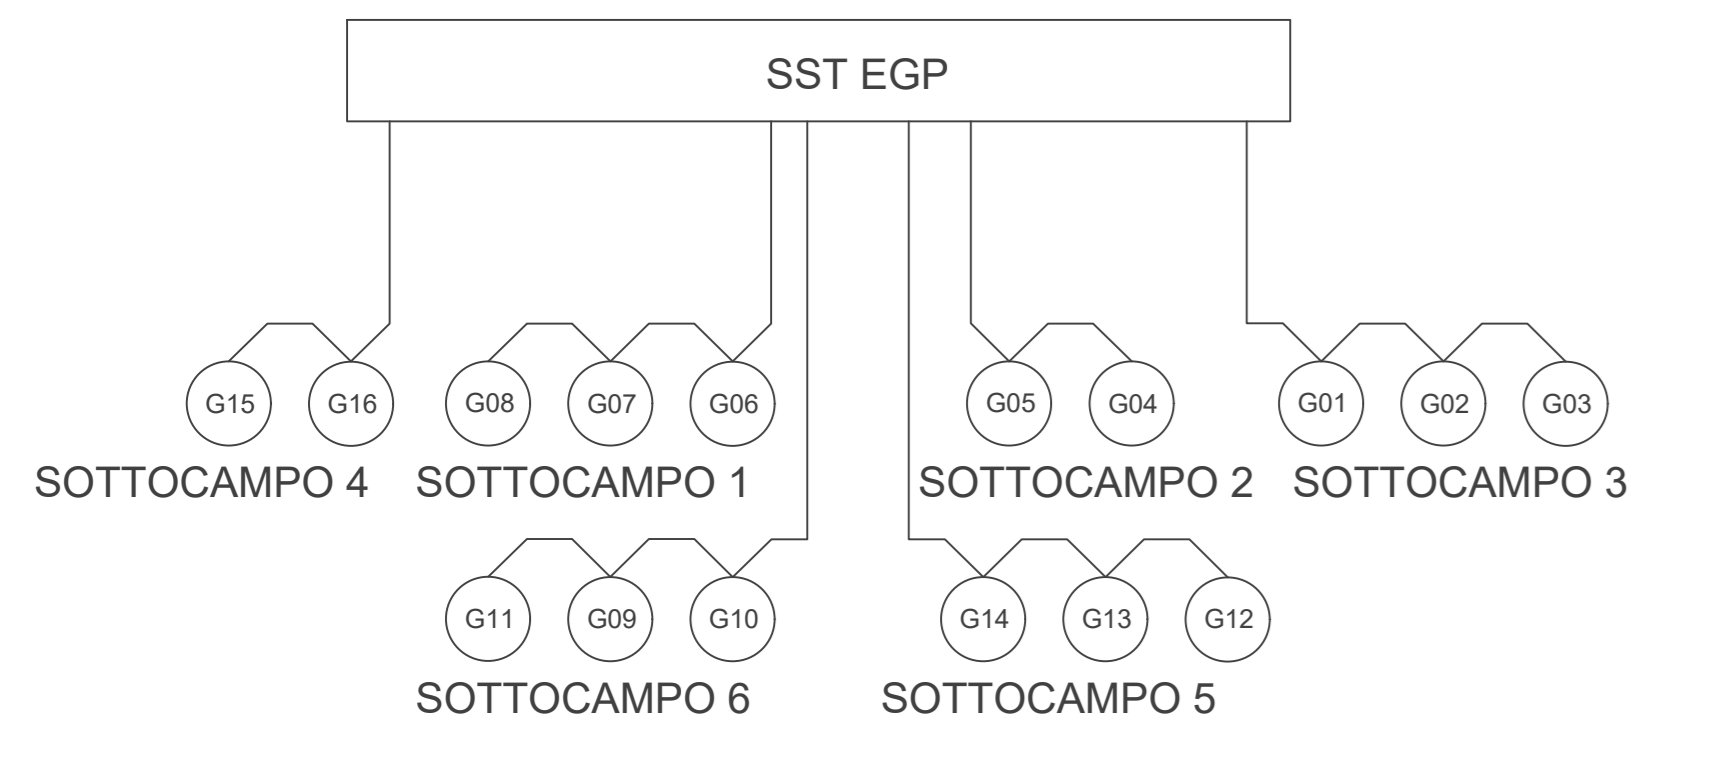 SST EGP
G15 G16 G08 G07 G06 G05 G04 G01 G02 G03
SOTTOCAMPO 4 SOTTOCAMPO 1 SOTTOCAMPO 2 SOTTOCAMPO 3
G11 G09 G10 G14 G13 G12
SOTTOCAMPO 6 SOTTOCAMPO 5